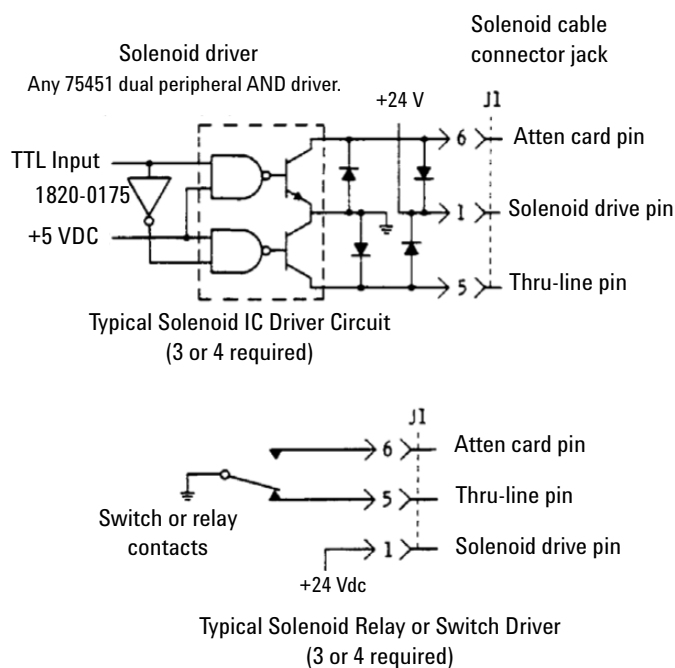 Solenoid driver
Any 75451 dual peripheral AND driver.
Solenoid cable
connector jack
+24 V
J1
6
Atten card pin
TTL Input
1820-0175
1
Solenoid drive pin
+5 VDC
5
Thru-line pin
Typical Solenoid IC Driver Circuit
(3 or 4 required)
J1
6
Atten card pin
5
Thru-line pin
Switch or relay
contacts
1
Solenoid drive pin
+24 Vdc
Typical Solenoid Relay or Switch Driver
(3 or 4 required)